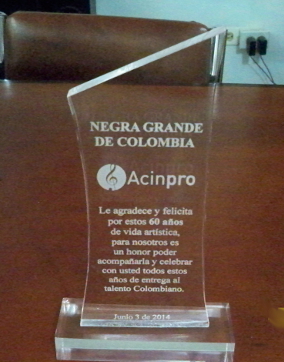 NEGRA GRANDE
DE COLOMBIA
Acinpro
Le agradece y felicita
por estos 60 años
de vida artística,
para nosotros es
un honor poder
acompañarla y celebrar
con usted todos estos
años de entrega al
talento Colombiano.
Junio 3 de 2014